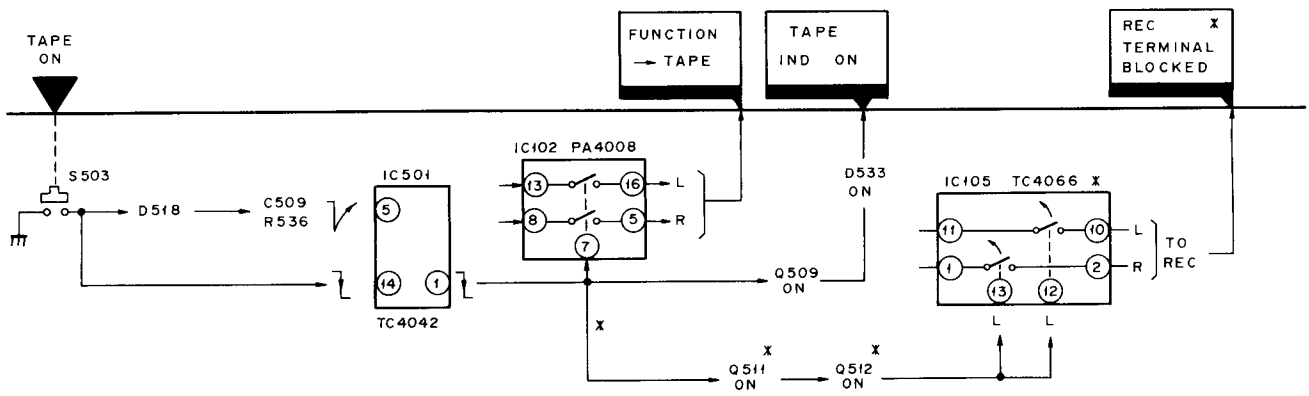 TAPE
ON
FUNCTION
→ TAPE
TAPE
IND ON
REC *
TERMINAL
BLOCKED
S503
D518
C509
R536
IC501
5
14
1
TC4042
IC102 PA4008
13
16
L
8
5
R
7
D533
ON
Q509
ON
*
*
Q511
ON
*
Q512
ON
IC105 TC4066 *
11
10
L
1
2
R
TO
REC
13
12
L
L